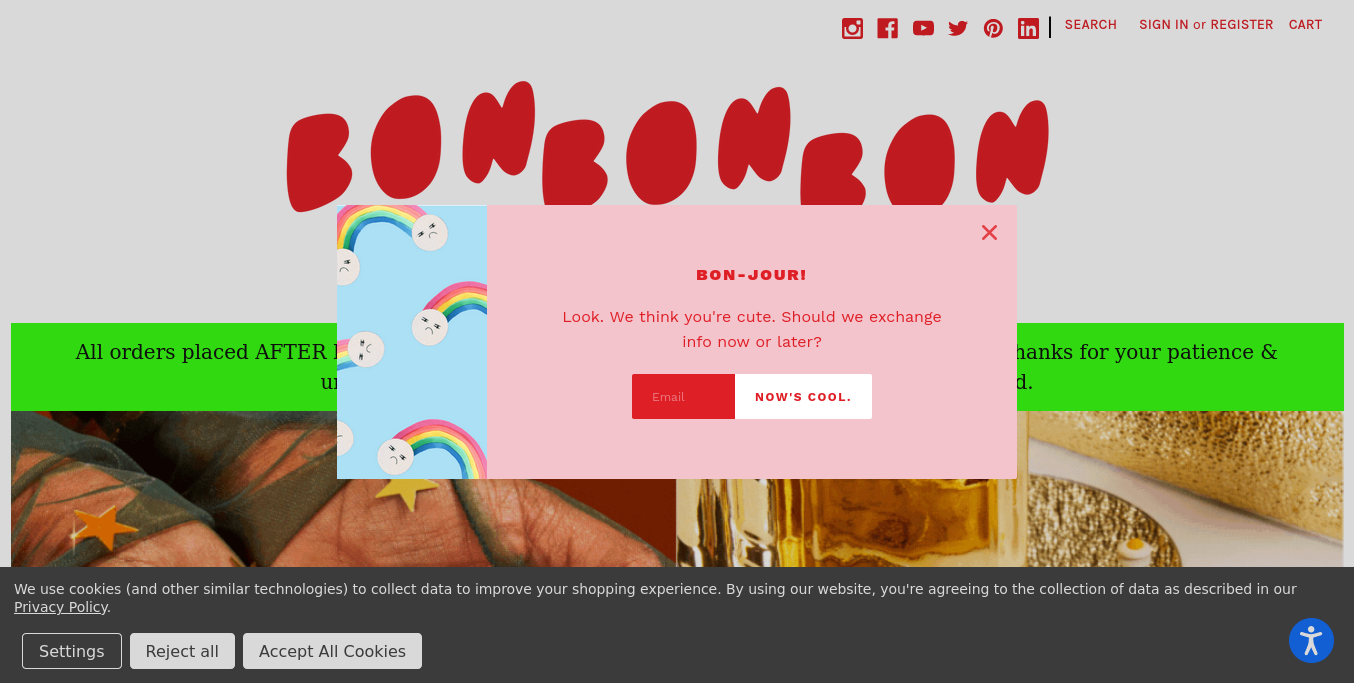 SEARCH SIGN IN or REGISTER CART
BONBONBON
BON-JOUR!
Look. We think you're cute. Should we exchange
info now or later?
Email NOW'S COOL.
All orders placed AFTER hanks for your patience &
d.
We use cookies (and other similar technologies) to collect data to improve your shopping experience. By using our website, you're agreeing to the collection of data as described in our
Privacy Policy.
Settings Reject all Accept All Cookies